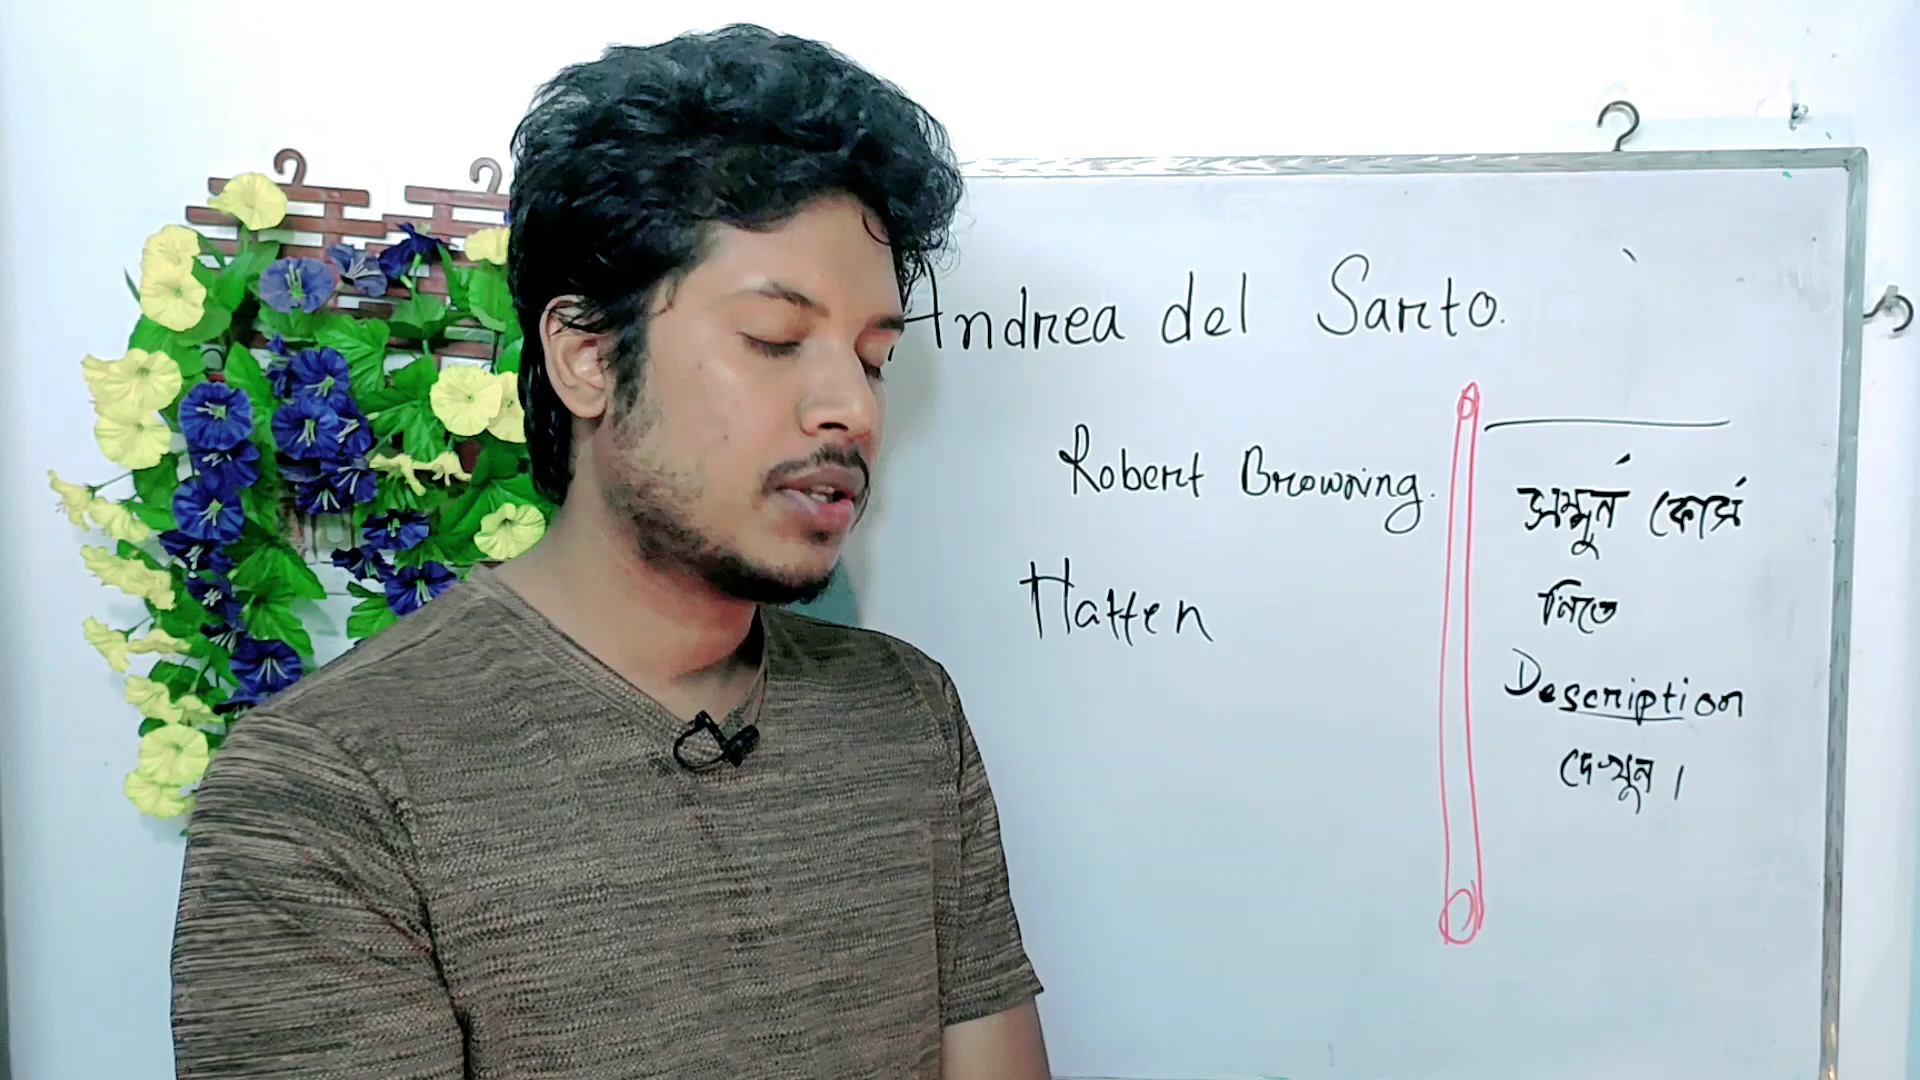 Andrea del Sarto.
Robert Browning.
Hatten
সম্পূর্ন কোর্স
নিতে
Description
দেখুন।